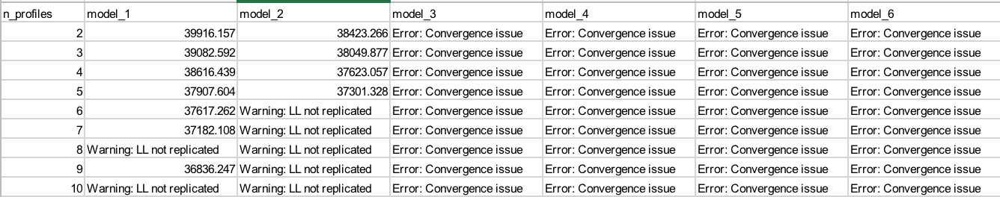 n_profiles model_1 model_2 model_3 model_4 model_5 model_6
2 39916.157 38423.266 Error: Convergence issue Error: Convergence issue Error: Convergence issue Error: Convergence issue
3 39082.592 38049.877 Error: Convergence issue Error: Convergence issue Error: Convergence issue Error: Convergence issue
4 38616.439 37623.057 Error: Convergence issue Error: Convergence issue Error: Convergence issue Error: Convergence issue
5 37907.604 37301.328 Error: Convergence issue Error: Convergence issue Error: Convergence issue Error: Convergence issue
6 37617.262 Warning: LL not replicated Error: Convergence issue Error: Convergence issue Error: Convergence issue Error: Convergence issue
7 37182.108 Warning: LL not replicated Error: Convergence issue Error: Convergence issue Error: Convergence issue Error: Convergence issue
8 Warning: LL not replicated Warning: LL not replicated Error: Convergence issue Error: Convergence issue Error: Convergence issue Error: Convergence issue
9 36836.247 Warning: LL not replicated Error: Convergence issue Error: Convergence issue Error: Convergence issue Error: Convergence issue
10 Warning: LL not replicated Warning: LL not replicated Error: Convergence issue Error: Convergence issue Error: Convergence issue Error: Convergence issue